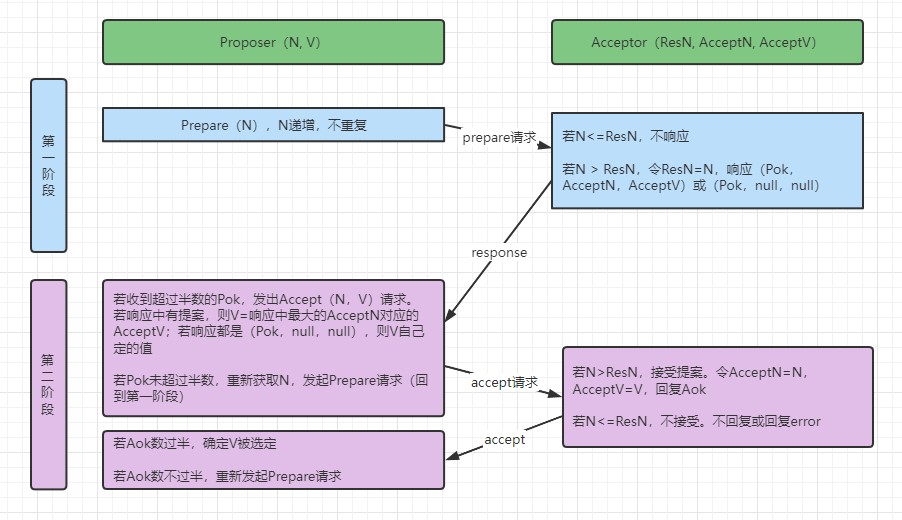 Proposer（N, V）
Acceptor（ResN, AcceptN, AcceptV）
第一阶段
Prepare（N），N递增，不重复
prepare请求
若N<=ResN，不响应
若N > ResN，令ResN=N，响应（Pok，
AcceptN，AcceptV）或（Pok，null，null）
response
第二阶段
若收到超过半数的Pok，发出Accept（N，V）请求。
若响应中有提案，则V=响应中最大的AcceptN对应的
AcceptV；若响应都是（Pok，null，null），则V自己
定的值
若Pok未超过半数，重新获取N，发起Prepare请求（回
到第一阶段）
accept请求
若N>ResN，接受提案。令AcceptN=N，
AcceptV=V，回复Aok
若N<=ResN，不接受。不回复或回复error
accept
若Aok数过半，确定V被选定
若Aok数不过半，重新发起Prepare请求